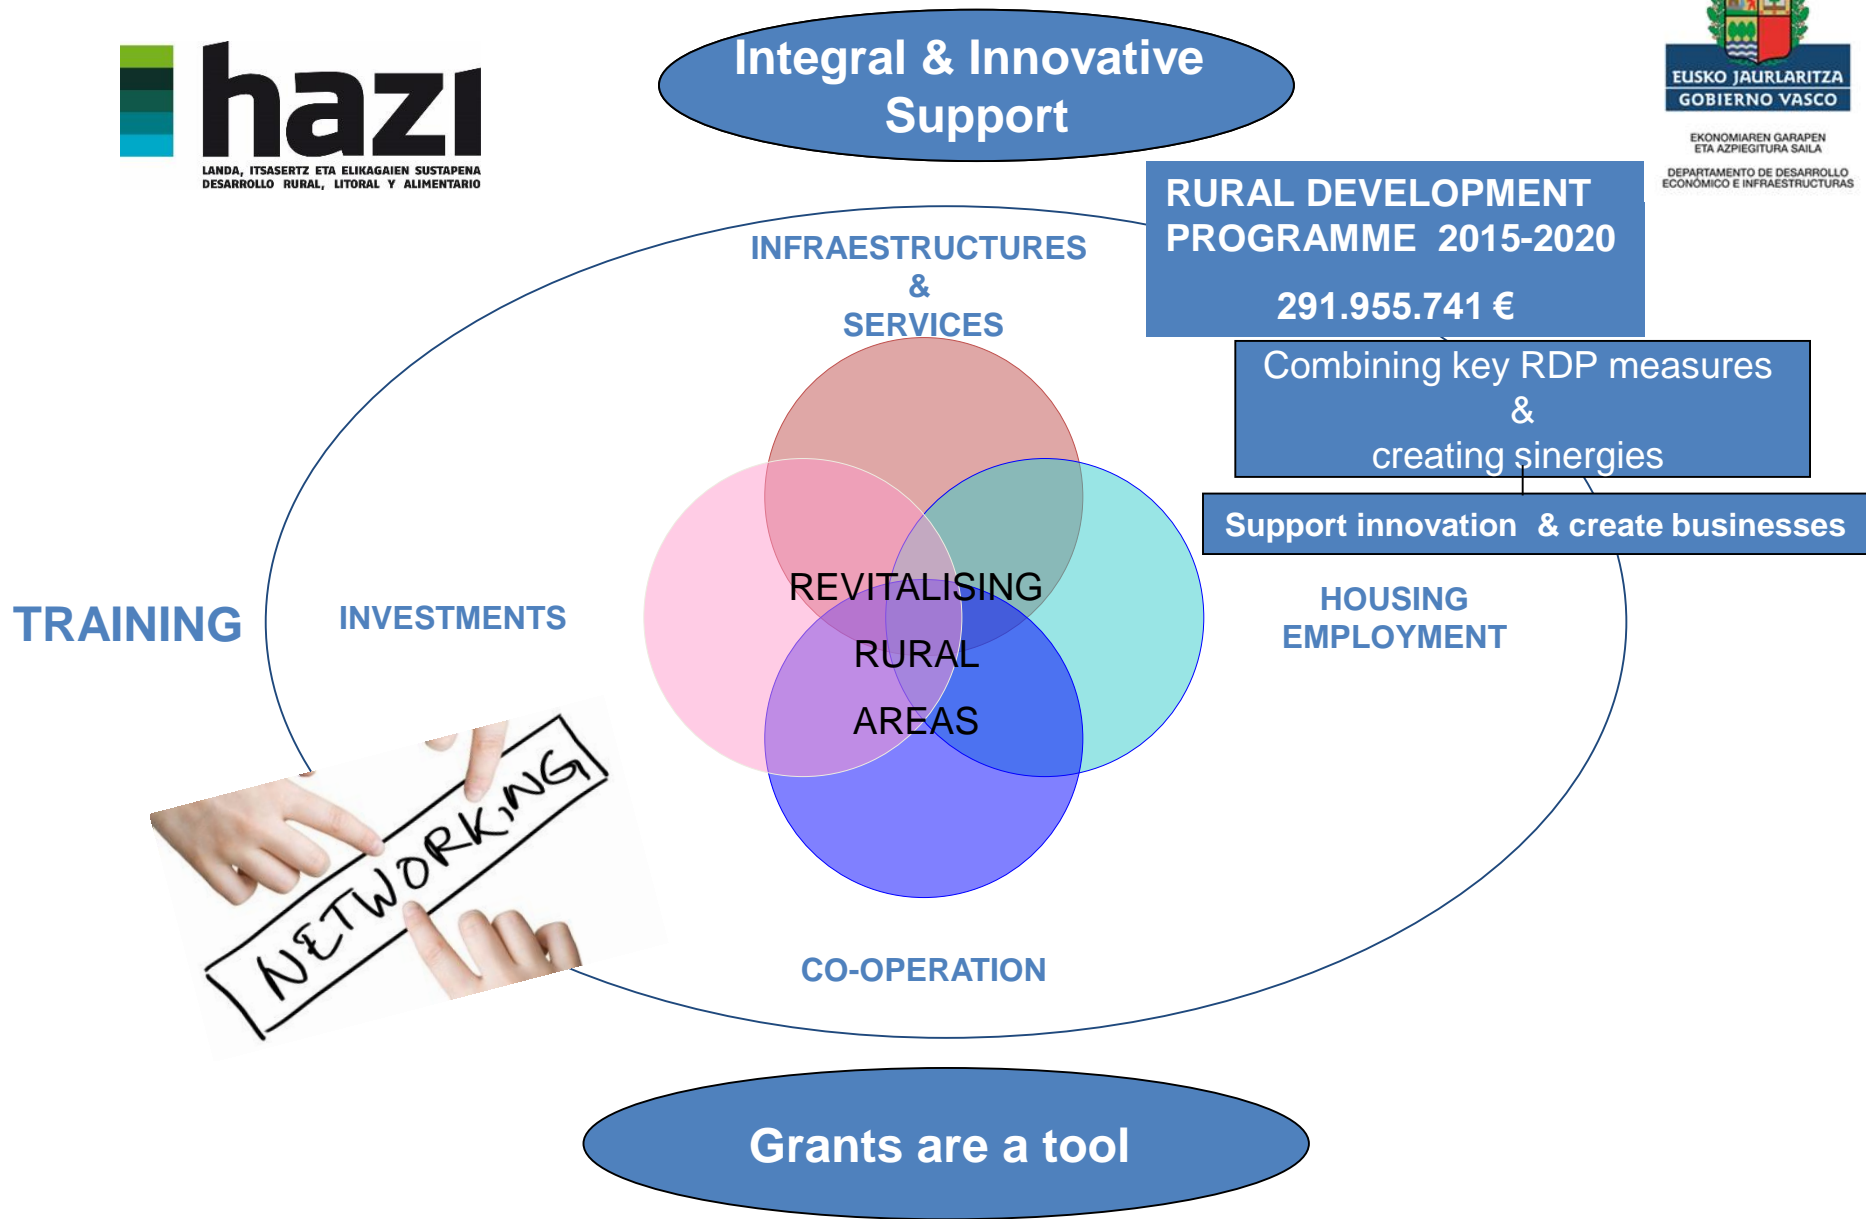 hazi
LANDA, ITSASERTZ ETA ELIKAGAIEN SUSTAPENA
DESARROLLO RURAL, LITORAL Y ALIMENTARIO
Integral & Innovative
Support
EUSKO JAURLARITZA
GOBIERNO VASCO
EKONOMIAREN GARAPEN
ETA AZPIEGITURA SAILA
DEPARTAMENTO DE DESARROLLO
ECONÓMICO E INFRAESTRUCTURAS
RURAL DEVELOPMENT
PROGRAMME 2015-2020
291.955.741 €
Combining key RDP measures
&
creating sinergies
Support innovation & create businesses
INFRAESTRUCTURES
&
SERVICES
TRAINING
INVESTMENTS
REVITALISING
RURAL
AREAS
HOUSING
EMPLOYMENT
NETWORKING
CO-OPERATION
Grants are a tool